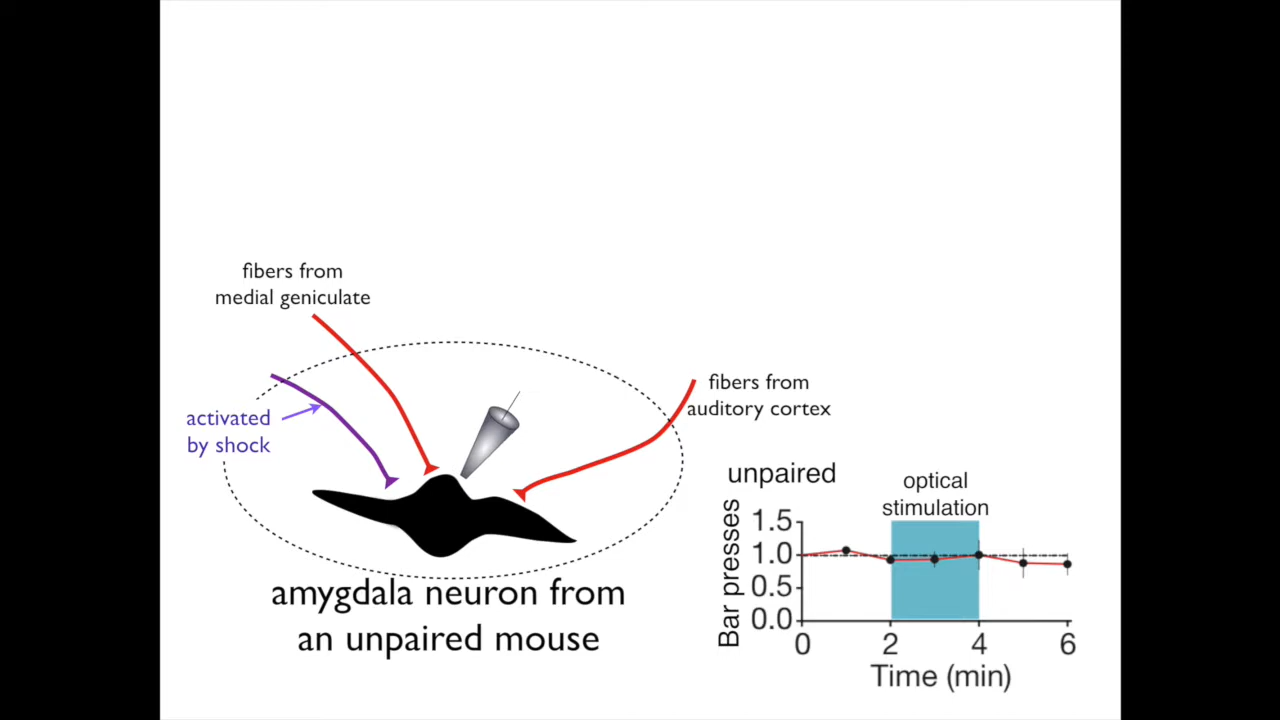 fibers from
medial geniculate
activated
by shock
fibers from
auditory cortex
amygdala neuron from
an unpaired mouse
unpaired
optical
stimulation
Bar presses
1.5
1.0
0.5
0.0
0 2 4 6
Time (min)